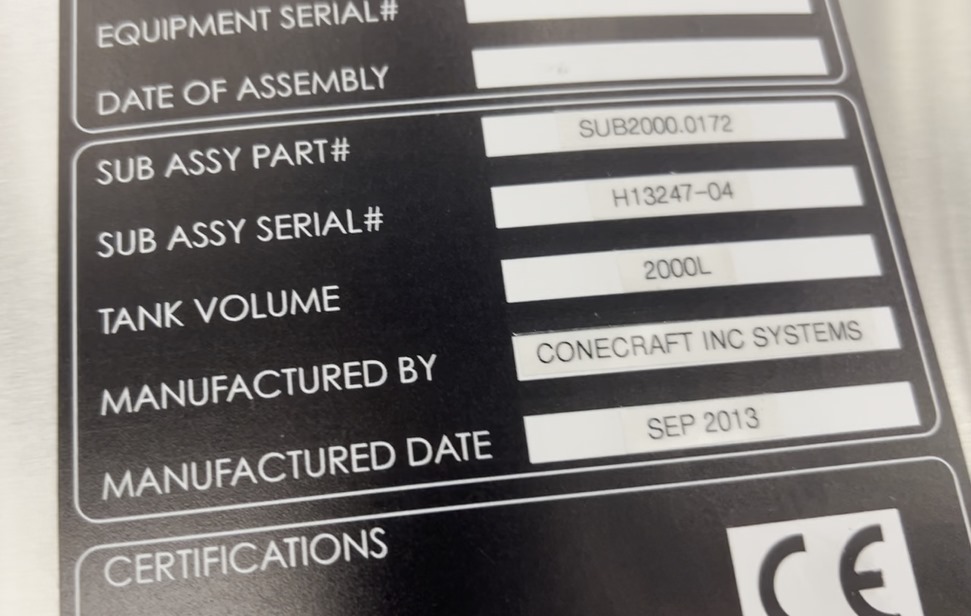 EQUIPMENT SERIAL#
DATE OF ASSEMBLY
SUB ASSY PART# SUB2000.0172
SUB ASSY SERIAL# H13247-04
TANK VOLUME 2000L
MANUFACTURED BY CONECRAFT INC SYSTEMS
MANUFACTURED DATE SEP 2013
CERTIFICATIONS CE